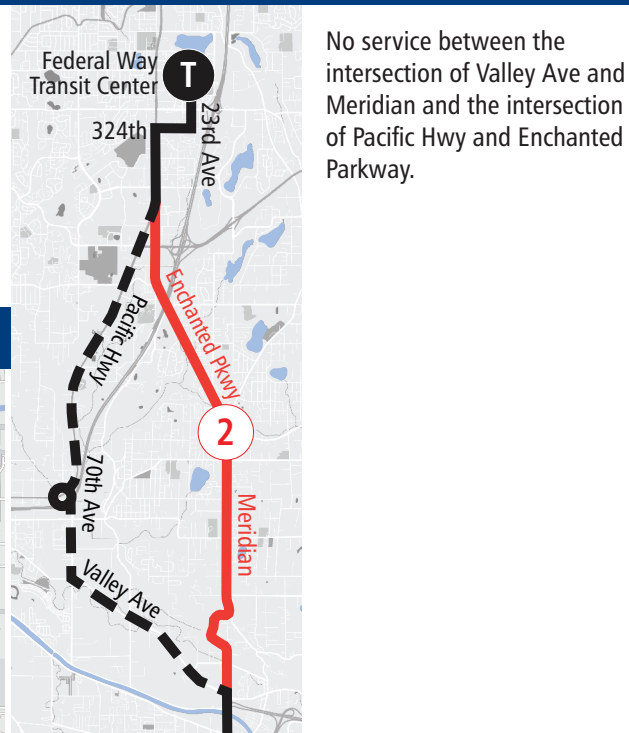 Federal Way
Transit Center
T
324th
23rd Ave
Enchanted Pkwy
Pacific Hwy
2
70th Ave
Meridian
Valley Ave
No service between the
intersection of Valley Ave and
Meridian and the intersection
of Pacific Hwy and Enchanted
Parkway.